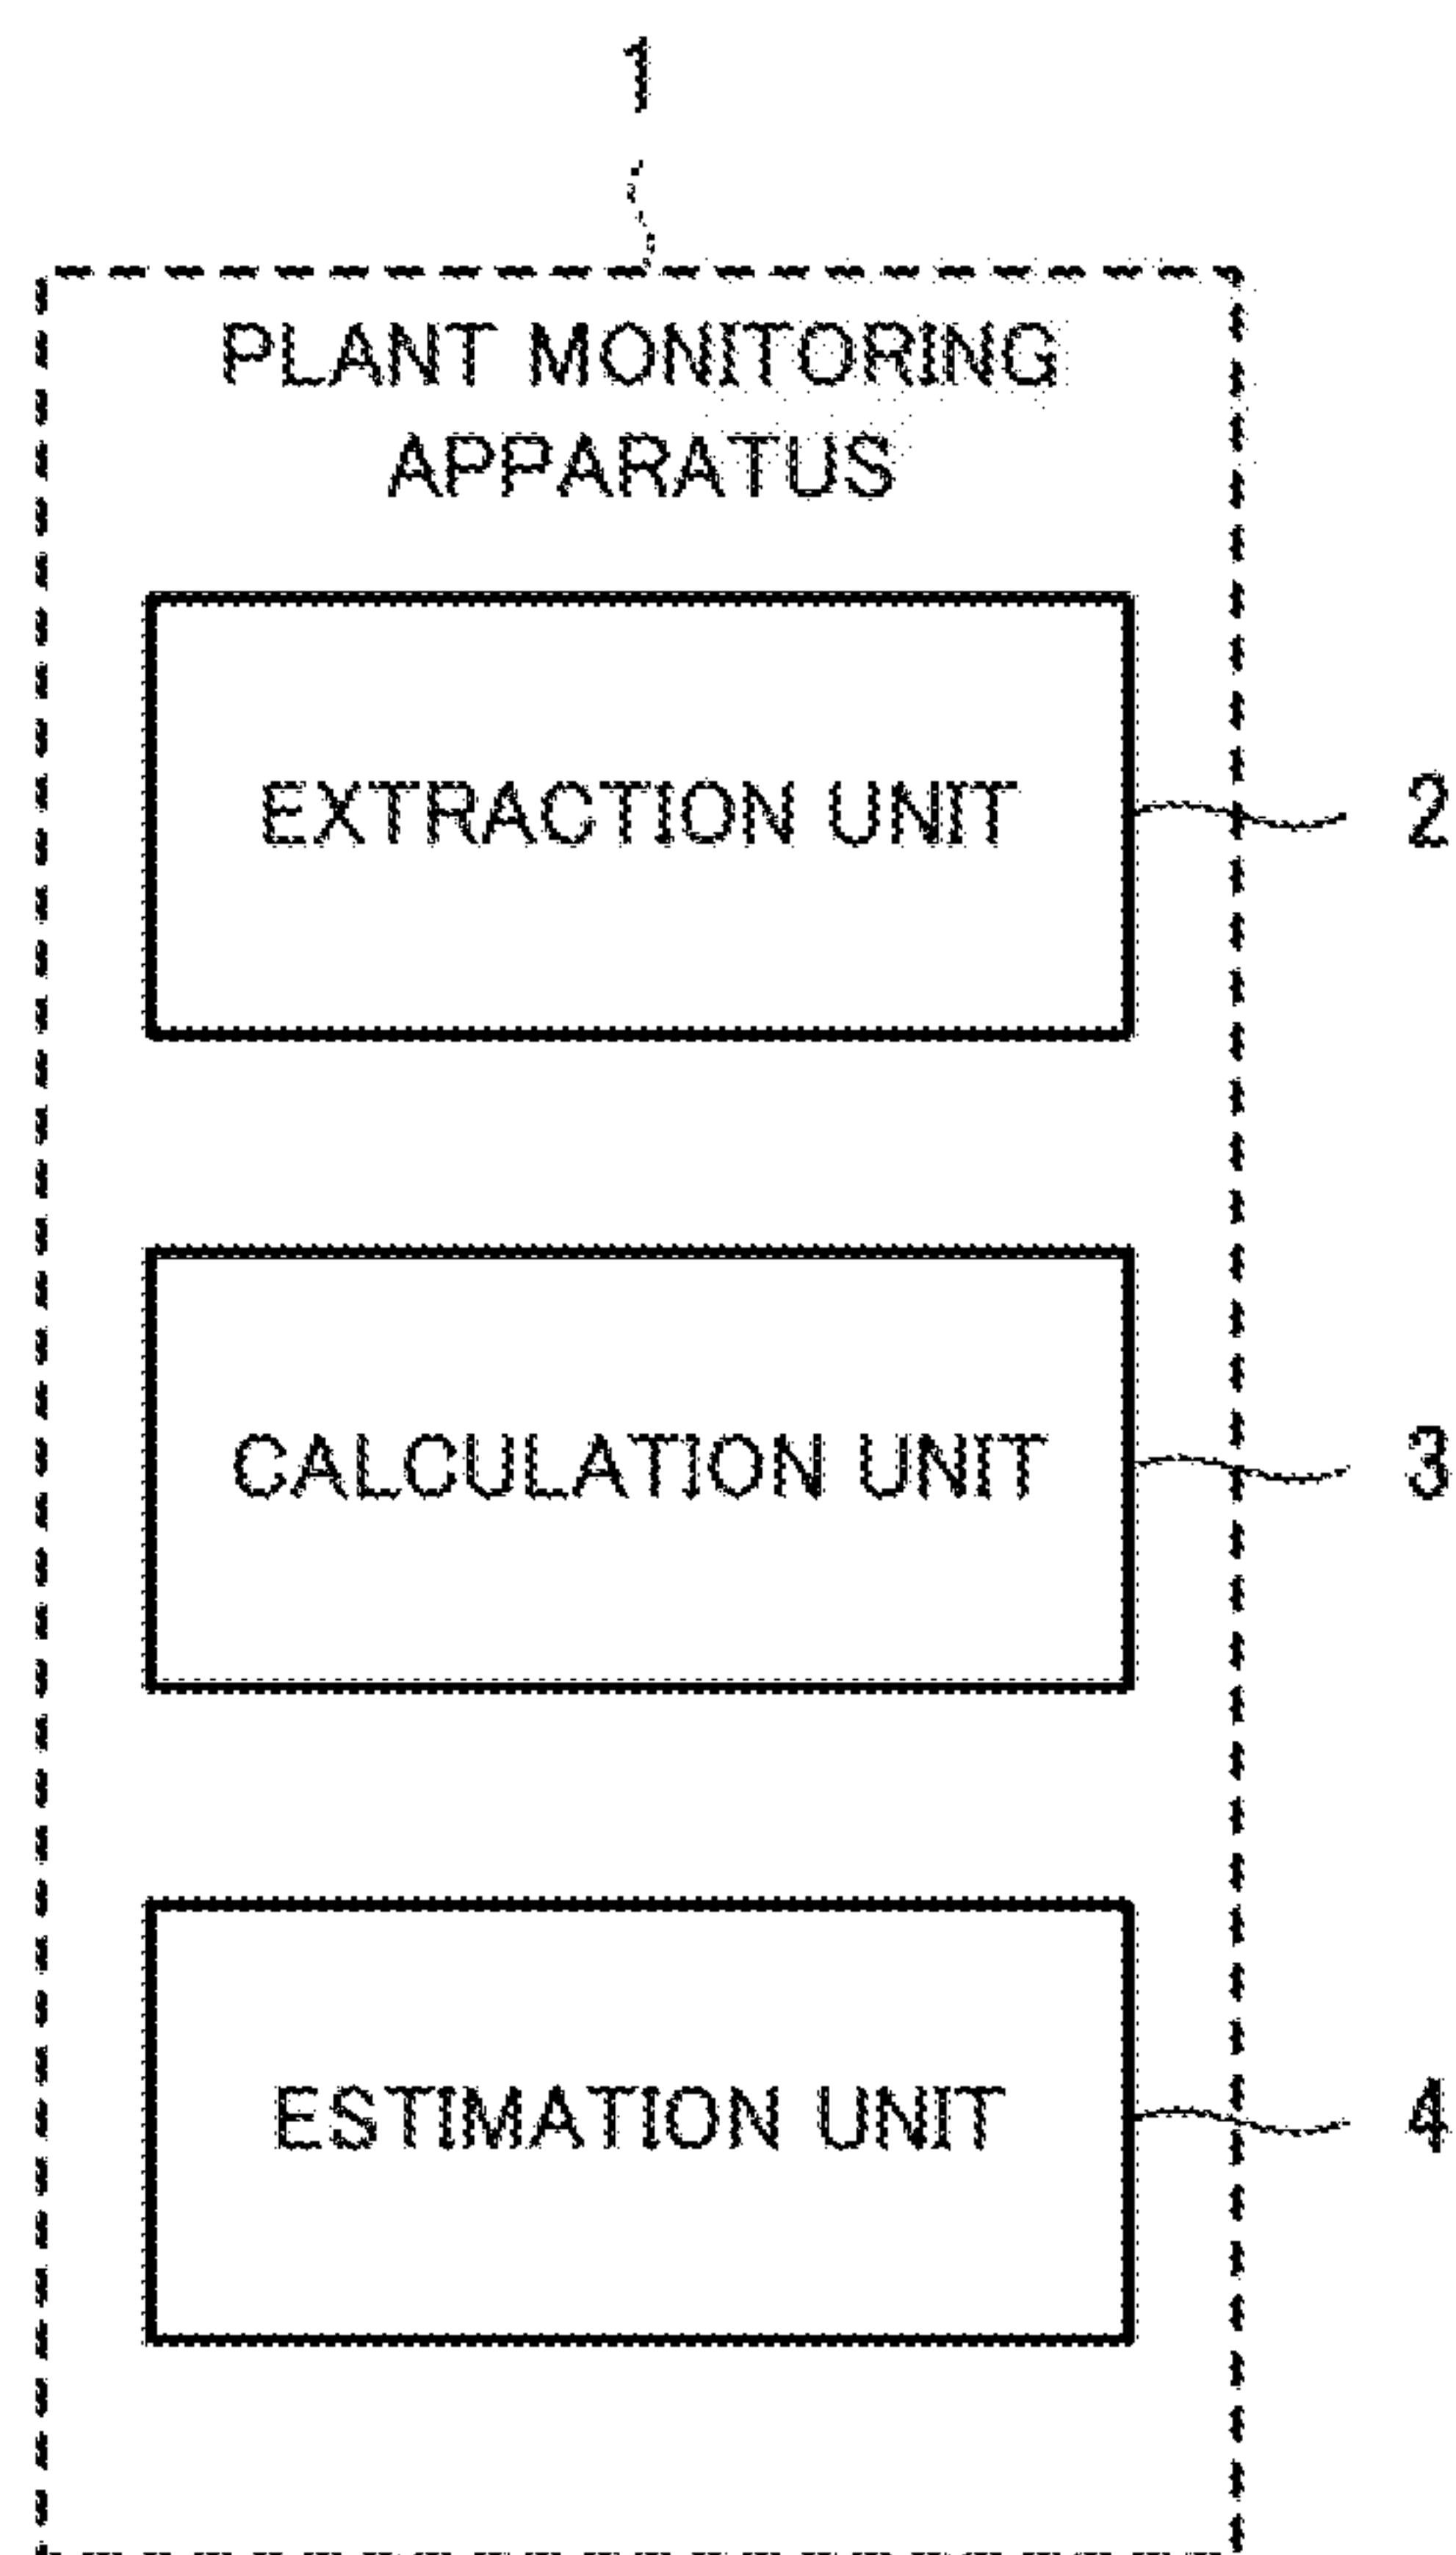 1
PLANT MONITORING
APPARATUS
EXTRACTION UNIT
2
CALCULATION UNIT
3
ESTIMATION UNIT
4